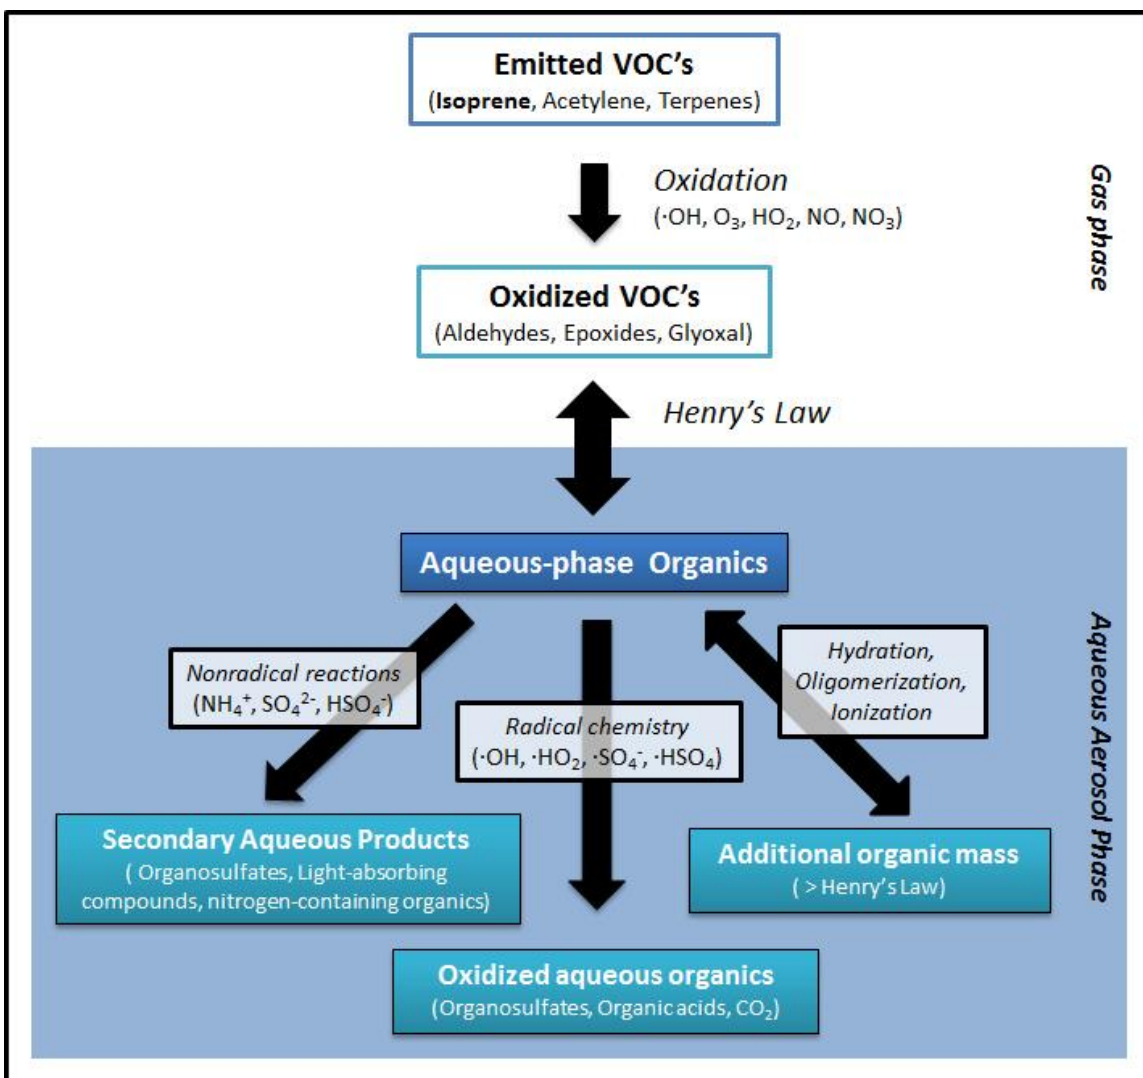 Emitted VOC's
(Isoprene, Acetylene, Terpenes)
Oxidation
(·OH, O₃, HO₂, NO, NO₃)
Gas phase
Oxidized VOC's
(Aldehydes, Epoxides, Glyoxal)
Henry's Law
Aqueous-phase Organics
Nonradical reactions
(NH₄⁺, SO₄²⁻, HSO₄⁻)
Radical chemistry
(·OH, ·HO₂, ·SO₄⁻, ·HSO₄)
Hydration,
Oligomerization,
Ionization
Aqueous Aerosol Phase
Secondary Aqueous Products
( Organosulfates, Light-absorbing
compounds, nitrogen-containing organics)
Additional organic mass
( > Henry's Law)
Oxidized aqueous organics
(Organosulfates, Organic acids, CO₂)